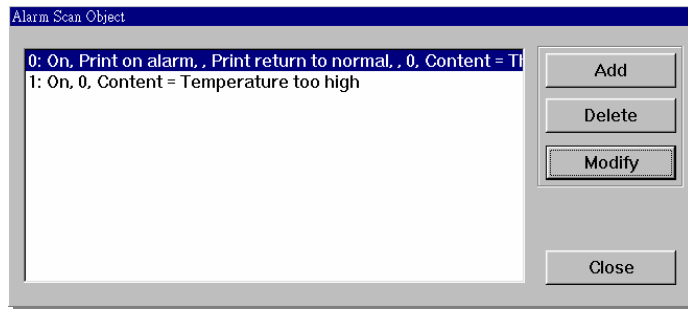 Alarm Scan Object
0: On, Print on alarm, , Print return to normal, , 0, Content =
1: On, 0, Content = Temperature too high
Add
Delete
Modify
Close